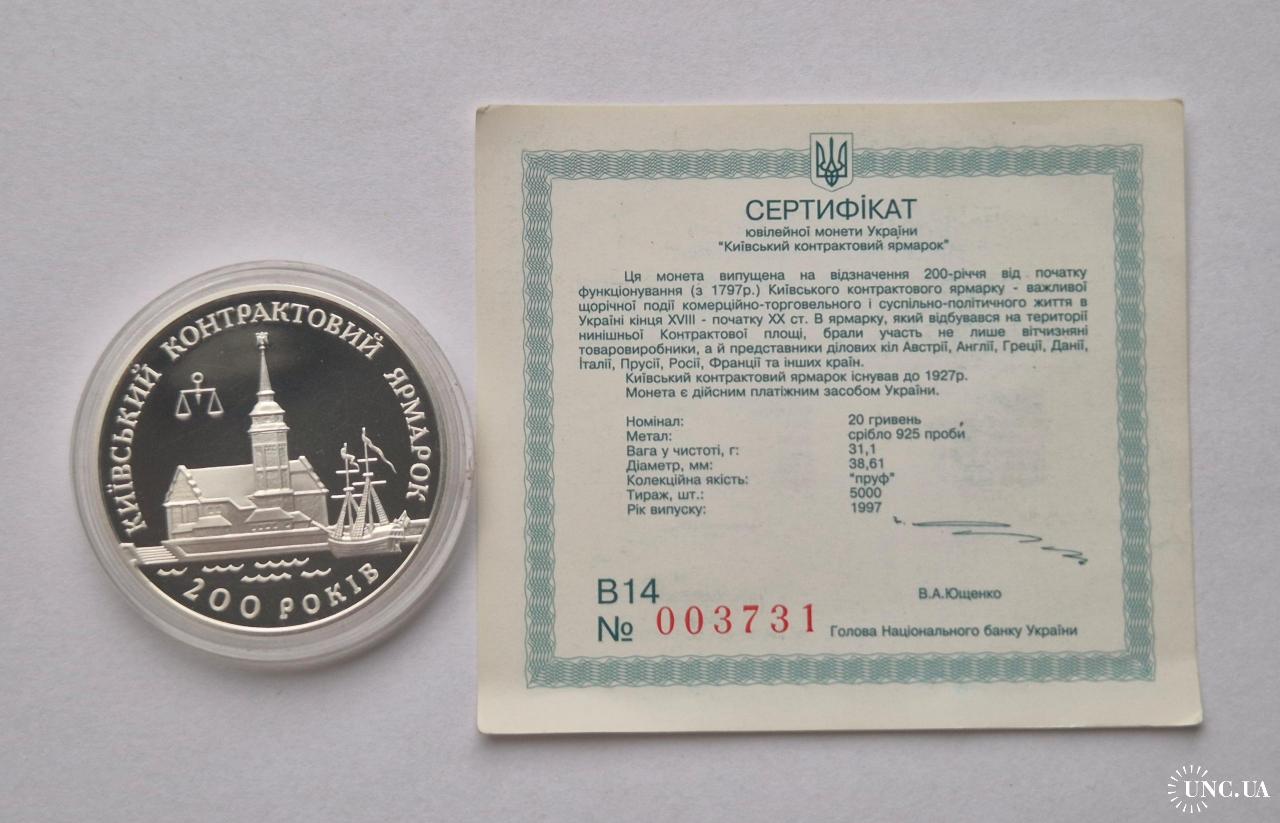 КИЇВСЬКИЙ КОНТРАКТОВИЙ ЯРМАРОК
200 РОКІВ
СЕРТИФІКАТ
ювілейної монети України
"Київський контрактовий ярмарок"
Ця монета випущена на відзначення 200-річчя від початку
функціонування (з 1797р.) Київського контрактового ярмарку - важливої
щорічної події комерційно-торговельного і суспільно-політичного життя в
Україні кінця XVIII - початку XX ст. В ярмарку, який відбувався на території
нинішньої Контрактової площі, брали участь не лише вітчизняні
товаровиробники, а й представники ділових кіл Австрії, Англії, Греції, Данії,
Італії, Прусії, Росії, Франції та інших країн.
Київський контрактовий ярмарок існував до 1927р.
Монета є дійсним платіжним засобом України.
Номінал: 20 гривень
Метал: срібло 925 проби
Вага у чистоті, г: 31,1
Діаметр, мм: 38,61
Колекційна якість: "пруф"
Тираж, шт.: 5000
Рік випуску: 1997
В14
В.А.Ющенко
№ 003731
Голова Національного банку України
UNC.UA